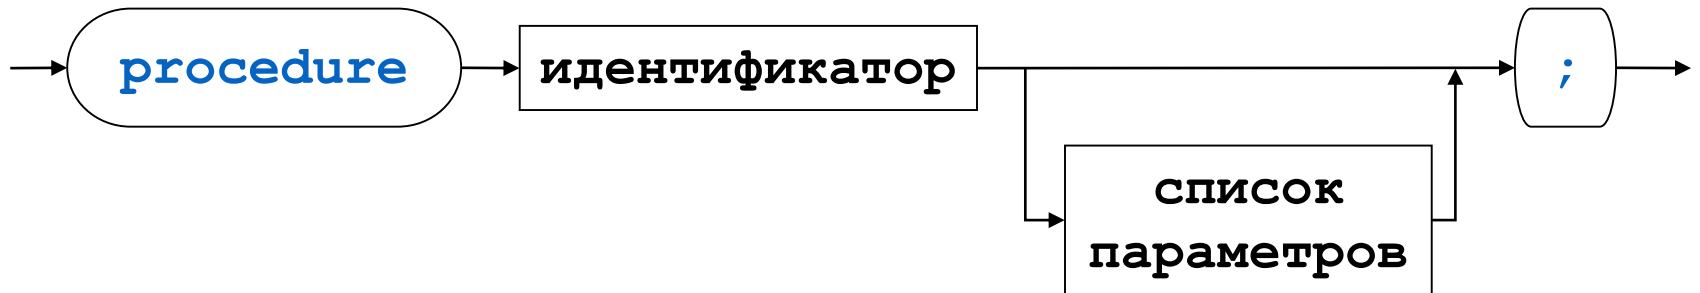 procedure идентификатор ;
список
параметров